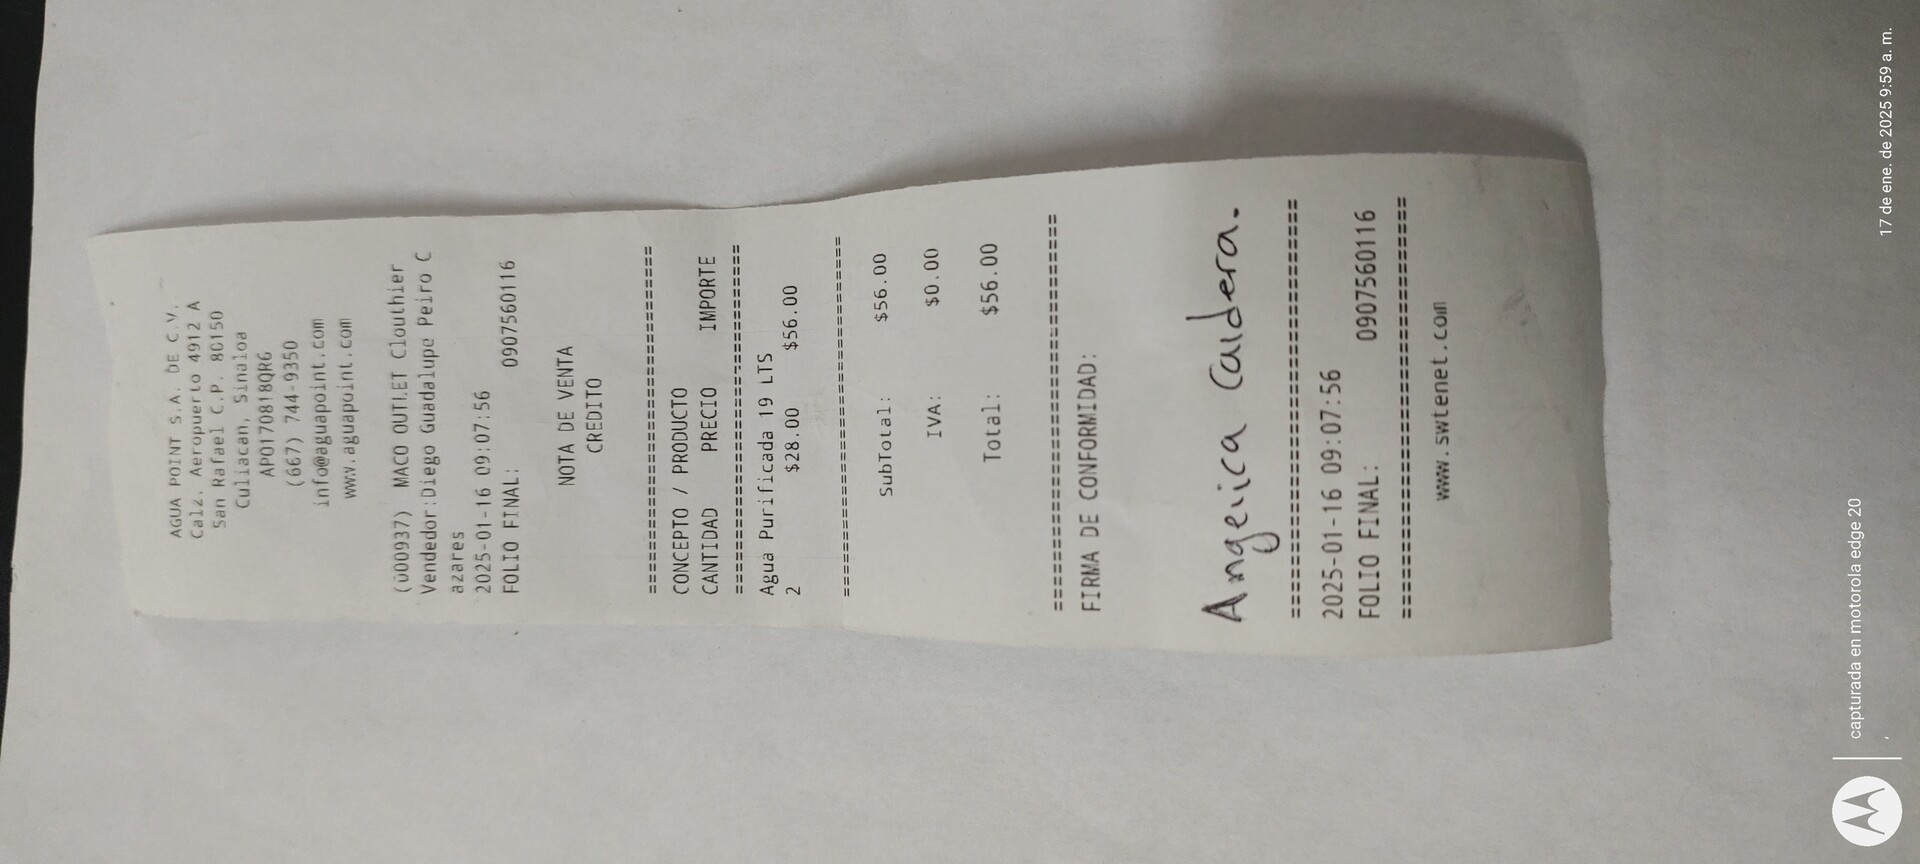 AGUA POINT S.A. DE C.V.
Calz. Aeropuerto 4912 A
San Rafael C.P. 80150
Culiacan, Sinaloa
APO170818QR6
(667) 744-9350
info@aguapoint.com
www.aguapoint.com
(000937) MACO OUTLET Clouthier
Vendedor:Diego Guadalupe Peiro C
azares
2025-01-16 09:07:56
FOLIO FINAL: 0907560116
NOTA DE VENTA
CREDITO
================================
CONCEPTO / PRODUCTO
CANTIDAD PRECIO IMPORTE
================================
Agua Purificada 19 LTS
2 $28.00 $56.00
================================
SubTotal: $56.00
IVA: $0.00
Total: $56.00
================================
FIRMA DE CONFORMIDAD:
Angelica Caldera.
================================
2025-01-16 09:07:56
FOLIO FINAL: 0907560116
================================
www.swtenet.com
capturada en motorola edge 20
17 de ene. de 2025 9:59 a. m.